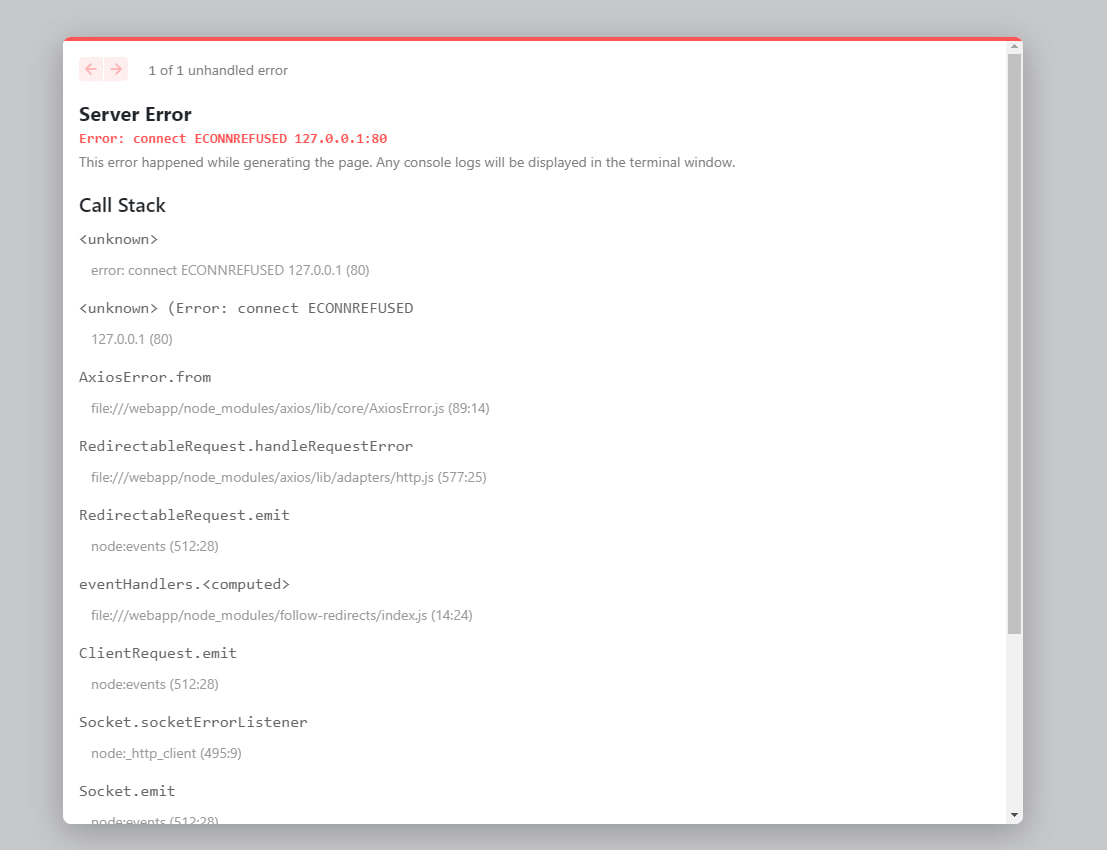 1 of 1 unhandled error
Server Error
Error: connect ECONNREFUSED 127.0.0.1:80
This error happened while generating the page. Any console logs will be displayed in the terminal window.
Call Stack
<unknown>
error: connect ECONNREFUSED 127.0.0.1 (80)
<unknown> (Error: connect ECONNREFUSED
127.0.0.1 (80)
AxiosError.from
file:///webapp/node_modules/axios/lib/core/AxiosError.js (89:14)
RedirectableRequest.handleRequestError
file:///webapp/node_modules/axios/lib/adapters/http.js (577:25)
RedirectableRequest.emit
node:events (512:28)
eventHandlers.<computed>
file:///webapp/node_modules/follow-redirects/index.js (14:24)
ClientRequest.emit
node:events (512:28)
Socket.socketErrorListener
node:_http_client (495:9)
Socket.emit
node:events (512:28)